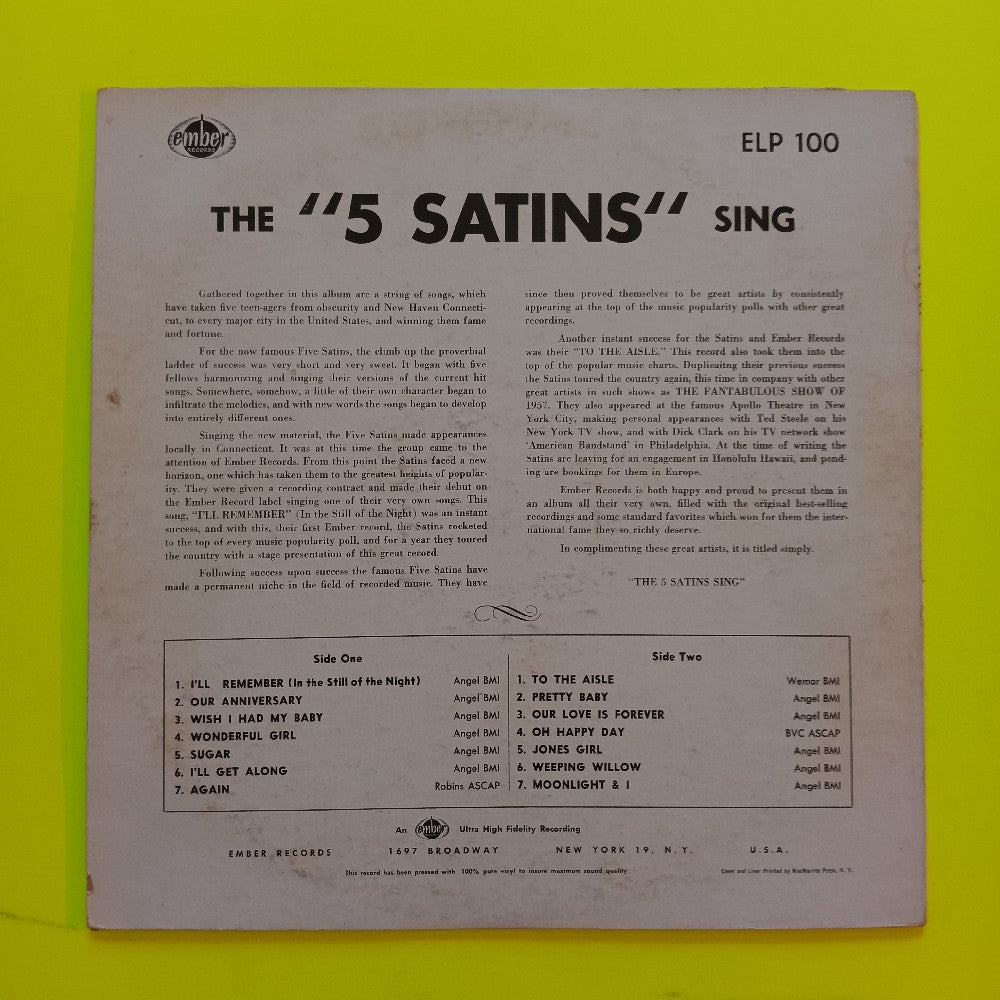 ember
RECORDS
ELP 100
THE "5 SATINS" SING
Gathered together in this album are a string of songs, which
have taken five teen-agers from obscurity and New Haven Connecti-
cut, to every major city in the United States, and winning them fame
and fortune.
For the now famous Five Satins, the climb up the proverbial
ladder of success was very short and very sweet. It began with five
fellows harmonizing and singing their versions of the current hit
songs. Somewhere, somehow, a little of their own character began to
infiltrate the melodies, and with new words the songs began to develop
into entirely different ones.
Singing the new material, the Five Satins made appearances
locally in Connecticut. It was at this time the group came to the
attention of Ember Records. From this point the Satins faced a new
horizon, one which has taken them to the greatest heights of popular-
ity. They were given a recording contract and made their debut on
the Ember Record label singing one of their very own songs. This
song, "I'LL REMEMBER" (In the Still of the Night) was an instant
success, and with this, their first Ember record, the Satins rocketed
to the top of every music popularity poll, and for a year they toured
the country with a stage presentation of this great record.
Following success upon success the famous Five Satins have
made a permanent niche in the field of recorded music. They have
since then proved themselves to be great artists by consistently
appearing at the top of the music popularity polls with other great
recordings.
Another instant success for the Satins and Ember Records
was their "TO THE AISLE." This record also took them into the
top of the popular music charts. Duplicaitng their previous success
the Satins toured the country again, this time in company with other
great artists in such shows as THE FANTABULOUS SHOW OF
1957. They also appeared at the famous Apollo Theatre in New
York City, making personal appearances with Ted Steele on his
New York TV show, and with Dick Clark on his TV network show
'American Bandstand' in Philadelphia. At the time of writing the
Satins are leaving for an engagement in Honolulu Hawaii, and pend-
ing are bookings for them in Europe.
Ember Records is both happy and proud to present them in
an album all their very own, filled with the original best-selling
recordings and some standard favorites which won for them the inter-
national fame they so richly deserve.
In complimenting these great artists, it is titled simply.
"THE 5 SATINS SING"
Side One
1. I'LL REMEMBER (In the Still of the Night) Angel BMI
2. OUR ANNIVERSARY Angel BMI
3. WISH I HAD MY BABY Angel BMI
4. WONDERFUL GIRL Angel BMI
5. SUGAR Angel BMI
6. I'LL GET ALONG Angel BMI
7. AGAIN Robins ASCAP
Side Two
1. TO THE AISLE Wemar BMI
2. PRETTY BABY Angel BMI
3. OUR LOVE IS FOREVER Angel BMI
4. OH HAPPY DAY BVC ASCAP
5. JONES GIRL Angel BMI
6. WEEPING WILLOW Angel BMI
7. MOONLIGHT & I Angel BMI
An ember Ultra High Fidelity Recording
EMBER RECORDS 1697 BROADWAY NEW YORK 19, N.Y. U.S.A.
This record has been pressed with 100% pure vinyl to insure maximum sound quality
Cover and Liner Printed by MacMurray Press, N. Y.